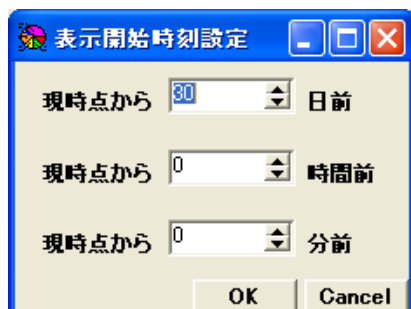 表示開始時刻設定
現時点から 30 日前
現時点から 0 時間前
現時点から 0 分前
OK Cancel